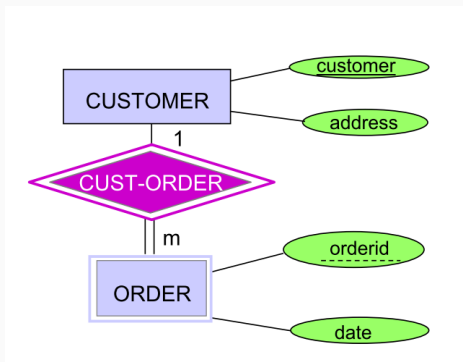 customer
CUSTOMER
address
1
CUST-ORDER
m
orderid
ORDER
date